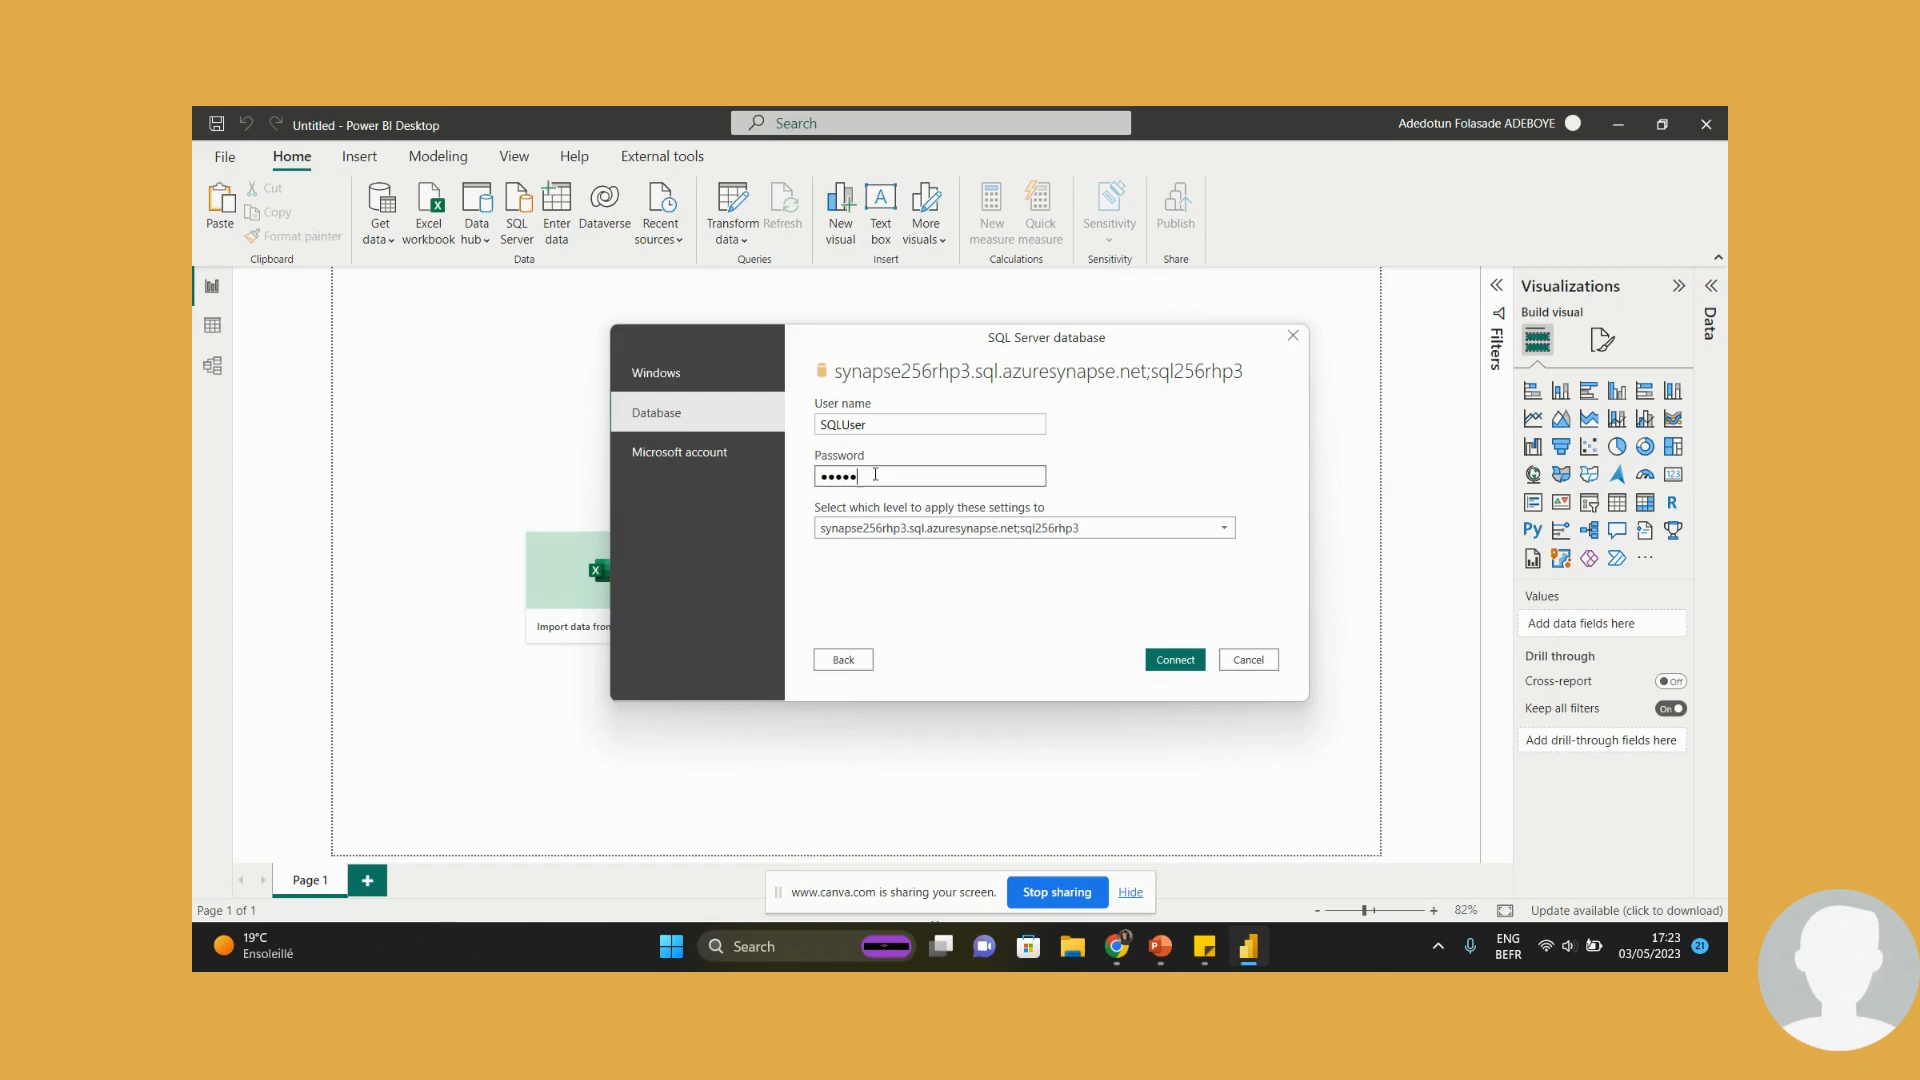 Untitled - Power BI Desktop
Search
Adedotun Folasade ADEBOYE
File Home Insert Modeling View Help External tools
Paste
Cut
Copy
Format painter
Clipboard
Get data
Excel workbook
Data hub
SQL Server
Enter data
Dataverse
Recent sources
Data
Transform data
Refresh
Queries
New visual
A
Text box
More visuals
Insert
New measure
Quick measure
Calculations
Sensitivity
Sensitivity
Publish
Share
Filters
Visualizations
Build visual
Data
SQL Server database
Windows
Database
Microsoft account
synapse256rhp3.sql.azuresynapse.net;sql256rhp3
User name
SQLUser
Password
•••••
Select which level to apply these settings to
synapse256rhp3.sql.azuresynapse.net;sql256rhp3
Back
Connect
Cancel
X
Import data from
123
R
Py
...
Values
Add data fields here
Drill through
Cross-report
Off
Keep all filters
On
Add drill-through fields here
Page 1
+
www.canva.com is sharing your screen.
Stop sharing
Hide
Page 1 of 1
- + 82%
Update available (click to download)
19°C
Ensoleillé
Search
P
ENG
BEFR
17:23
03/05/2023
21